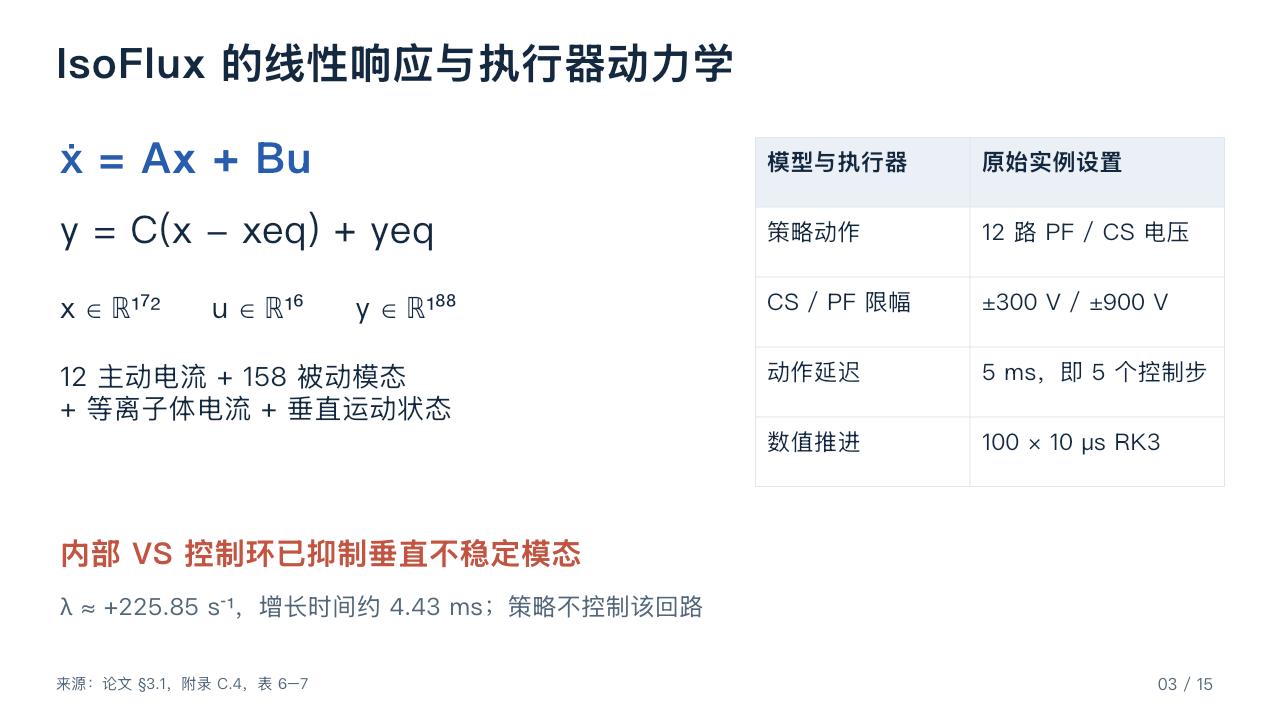 IsoFlux 的线性响应与执行器动力学
ẋ = Ax + Bu
y = C(x − xeq) + yeq
x ∈ ℝ¹⁷² u ∈ ℝ¹⁶ y ∈ ℝ¹⁸⁸
12 主动电流 + 158 被动模态
+ 等离子体电流 + 垂直运动状态
模型与执行器 原始实例设置
策略动作 12 路 PF / CS 电压
CS / PF 限幅 ±300 V / ±900 V
动作延迟 5 ms，即 5 个控制步
数值推进 100 × 10 μs RK3
内部 VS 控制环已抑制垂直不稳定模态
λ ≈ +225.85 s⁻¹，增长时间约 4.43 ms；策略不控制该回路
来源：论文 §3.1，附录 C.4，表 6–7
03 / 15